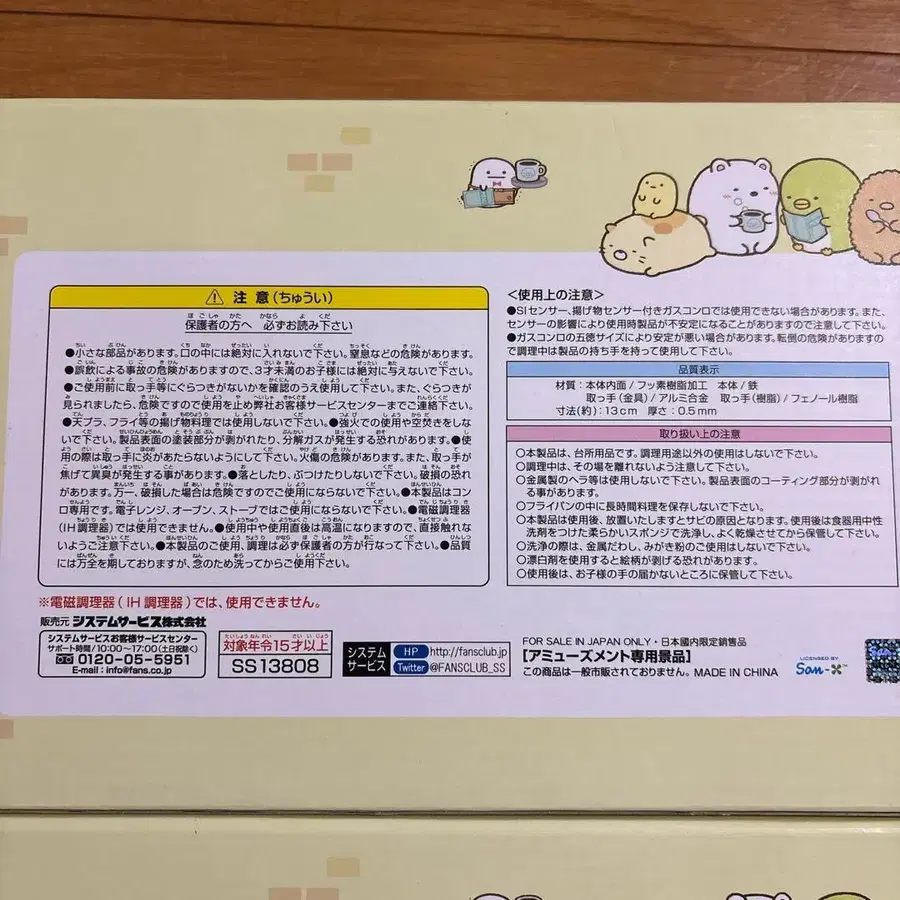 ⚠ 注意(ちゅうい)
保護者の方へ 必ずお読み下さい
●小さな部品があります。口の中には絶対に入れないで下さい。窒息などの危険があります。
●誤飲による事故の危険がありますので、3才未満のお子様には絶対に与えないで下さい。
●ご使用前に取っ手等にぐらつきがないかを確認のうえ使用して下さい。また、ぐらつきが
見られましたら、危険ですので使用を止め弊社お客様サービスセンターまでご連絡下さい。
●天プラ、フライ等の揚げ物料理では使用しないで下さい。●強火での使用や空焚きをしな
いで下さい。製品表面の塗装部分が剥がれたり、分解ガスが発生する恐れがあります。●使
用の際は取っ手に炎があたらないようにして下さい。火傷の危険があります。また、取っ手が
焦げて異臭が発生する事があります。●落としたり、ぶつけたりしないで下さい。破損の恐れ
があります。万一、破損した場合は危険ですのでご使用にならないで下さい。●本製品はコン
ロ専用です。電子レンジ、オーブン、ストーブではご使用にならないで下さい。●電磁調理器
(IH調理器)では使用できません。●使用中や使用直後は高温になりますので、直接触れな
いようご注意下さい。●本製品のご使用、調理は必ず保護者の方が行なって下さい。●品質
には万全を期しておりますが、念のため洗ってからご使用下さい。
※電磁調理器(IH調理器)では、使用できません。
販売元 システムサービス株式会社
システムサービスお客様サービスセンター
サポート時間/10:00~17:00(土日祝除く)
0120-05-5951
E-mail : info@fans.co.jp
対象年令15才以上
SS13808
システムサービス
HP http://fansclub.jp
Twitter @FANSCLUB_SS
<使用上の注意>
●SIセンサー、揚げ物センサー付きガスコンロでは使用できない場合があります。また、
センサーの影響により使用時製品が不安定になることがありますので注意して下さい。
●ガスコンロの五徳サイズにより安定が悪い場合があります。転倒の危険がありますの
で調理中は製品の持ち手を持って使用して下さい。
品質表示
材質:本体内面/フッ素樹脂加工 本体/鉄
取っ手(金具)/アルミ合金 取っ手(樹脂)/フェノール樹脂
寸法(約):13cm 厚さ:0.5mm
取り扱い上の注意
○本製品は、台所用品です。調理用途以外の使用はしないで下さい。
○調理中は、その場を離れないよう注意して下さい。
○金属製のヘラ等は使用しないで下さい。製品表面のコーティング部分が剥がれ
る事があります。
○フライパンの中に長時間料理を保存しないで下さい。
○本製品は使用後、放置いたしますとサビの原因となります。使用後は食器用中性
洗剤をつけた柔らかいスポンジで洗浄し、よく乾燥させてから保管して下さい。
○洗浄の際は、金属だわし、みがき粉のご使用はしないで下さい。
○漂白剤を使用すると絵柄が剥げる恐れがあります。
○使用後は、お子様の手の届かないところに保管して下さい。
FOR SALE IN JAPAN ONLY・日本國内限定銷售品
[アミューズメント専用景品]
この商品は一般市販されておりません。 MADE IN CHINA
LICENSED BY
San-X™